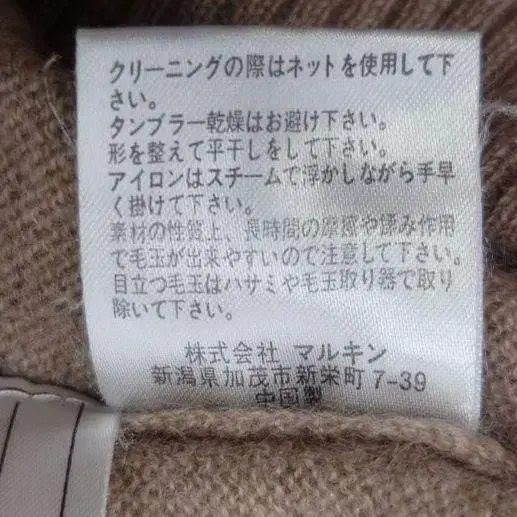 クリーニングの際はネットを使用して下
さい。
タンブラー乾燥はお避け下さい。
形を整えて平干しをして下さい。
アイロンはスチームで浮かしながら手早
く掛けて下さい。
素材の性質上、長時間の摩擦や揉み作用
で毛玉が出来やすいので注意して下さい。
目立つ毛玉はハサミや毛玉取り器で取り
除いて下さい。
株式会社 マルキン
新潟県加茂市新栄町7-39
中国製